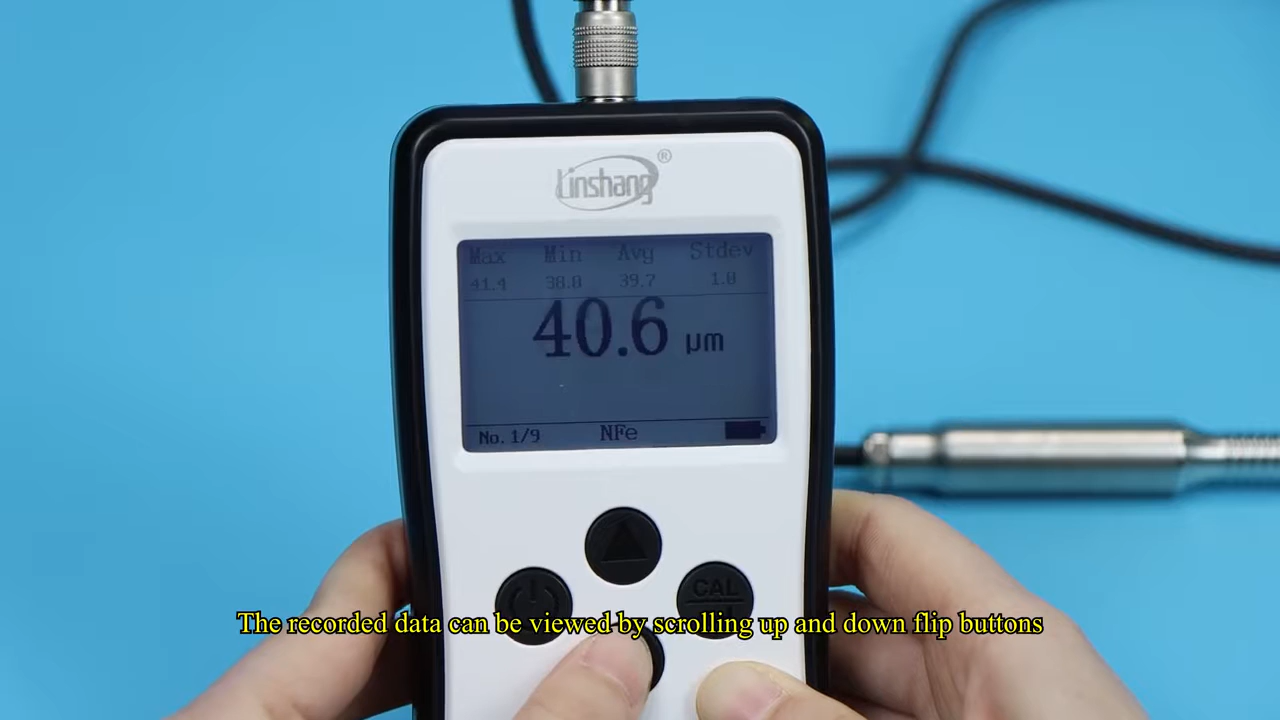 Linshang®
Max Min Avg Stdev
41.4 38.0 39.7 1.0
40.6 µm
No. 1/9 NFe
CAL
The recorded data can be viewed by scrolling up and down flip buttons